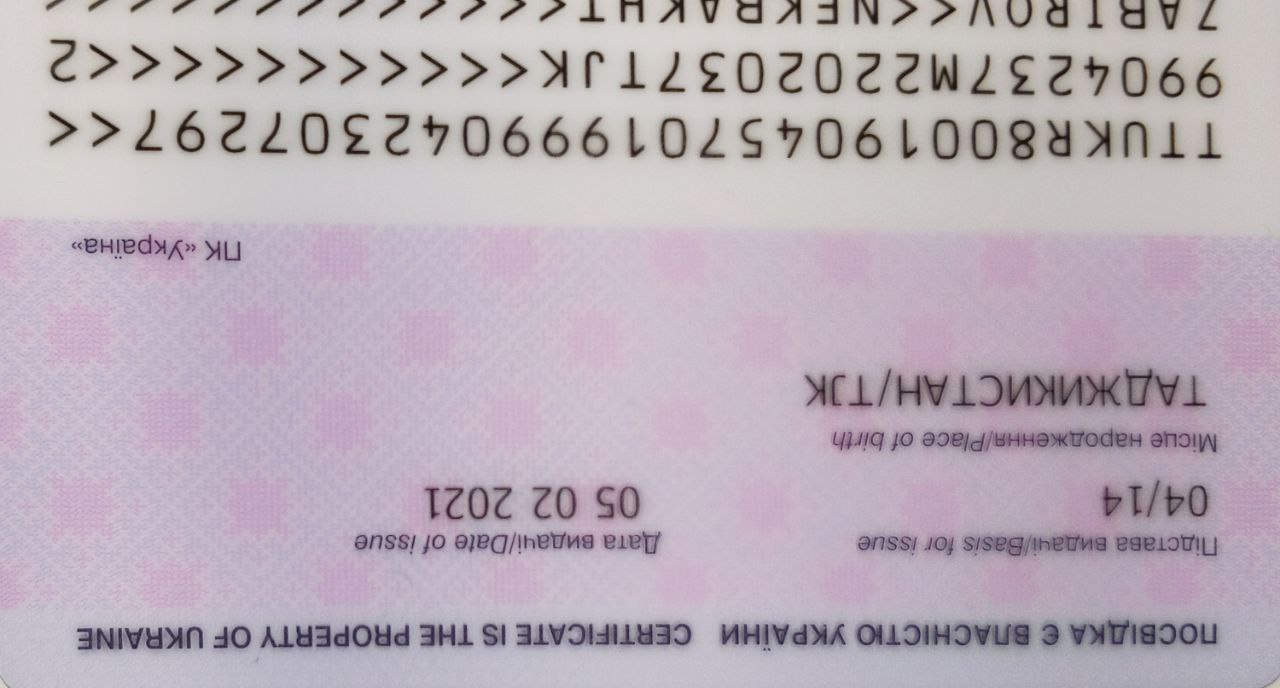 ПОСВІДКА Є ВЛАСНІСТЮ УКРАЇНИ CERTIFICATE IS THE PROPERTY OF UKRAINE
Підстава видачі/Basis for issue Дата видачі/Date of issue
04/14 05 02 2021
Місце народження/Place of birth
ТАДЖИКИСТАН/TJK
ПК «Україна»
TTUKR80019045701999042307297<<
9904237M2202037TJK<<<<<<<<<<<2
ZABIROV<<NEKBAKHT<<<<<<<<<<<<<